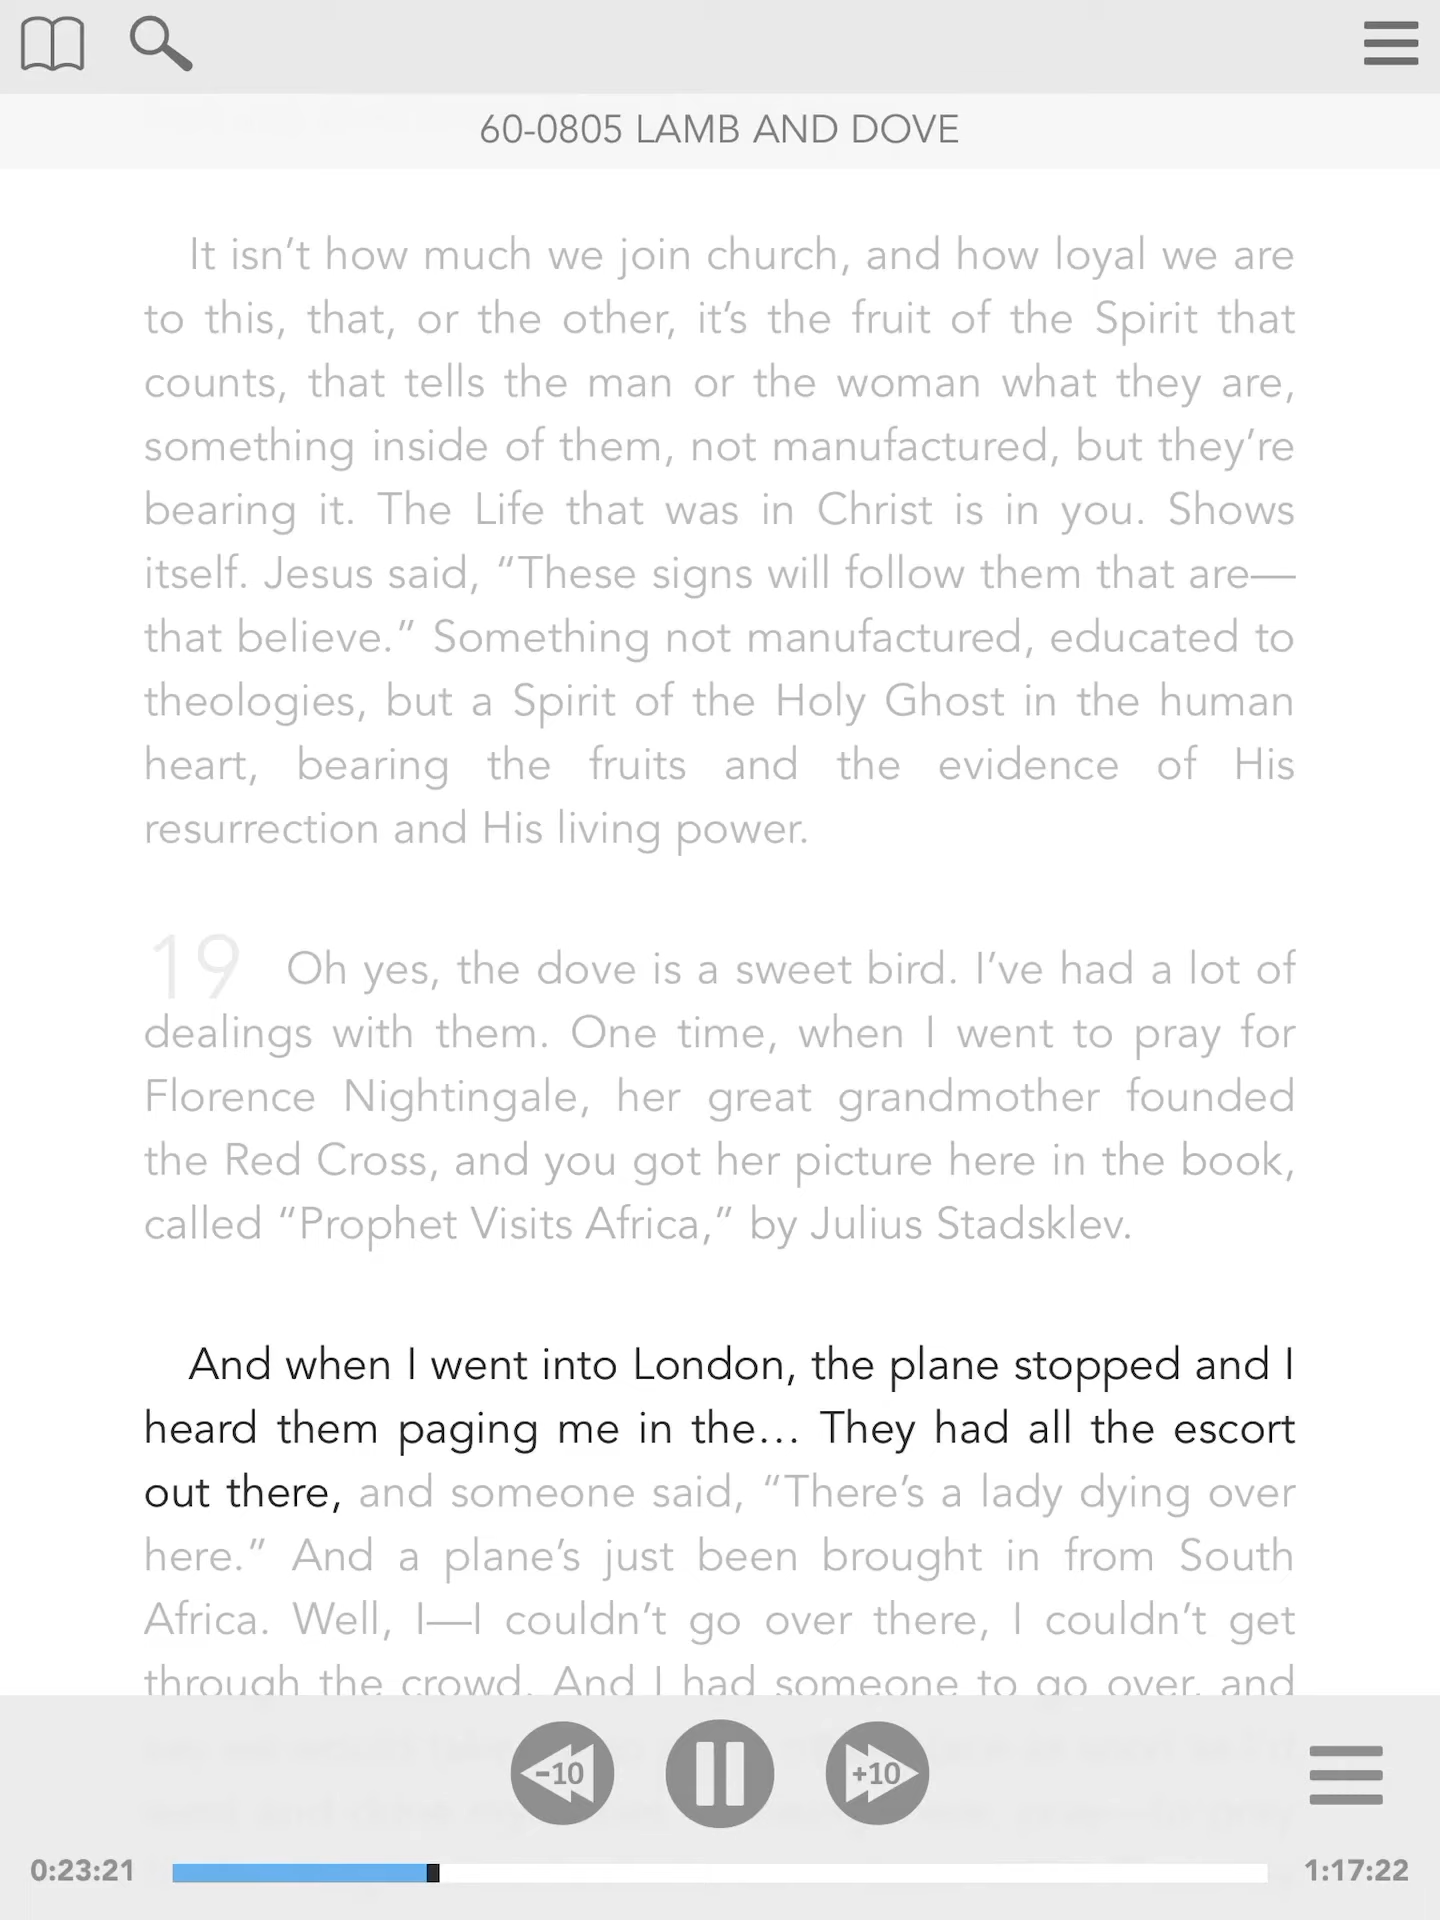 60-0805 LAMB AND DOVE
It isn’t how much we join church, and how loyal we are
to this, that, or the other, it’s the fruit of the Spirit that
counts, that tells the man or the woman what they are,
something inside of them, not manufactured, but they’re
bearing it. The Life that was in Christ is in you. Shows
itself. Jesus said, “These signs will follow them that are—
that believe.” Something not manufactured, educated to
theologies, but a Spirit of the Holy Ghost in the human
heart, bearing the fruits and the evidence of His
resurrection and His living power.
19 Oh yes, the dove is a sweet bird. I’ve had a lot of
dealings with them. One time, when I went to pray for
Florence Nightingale, her great grandmother founded
the Red Cross, and you got her picture here in the book,
called “Prophet Visits Africa,” by Julius Stadsklev.
And when I went into London, the plane stopped and I
heard them paging me in the… They had all the escort
out there, and someone said, “There’s a lady dying over
here.” And a plane’s just been brought in from South
Africa. Well, I—I couldn’t go over there, I couldn’t get
through the crowd. And I had someone to go over, and
-10 +10
0:23:21 1:17:22